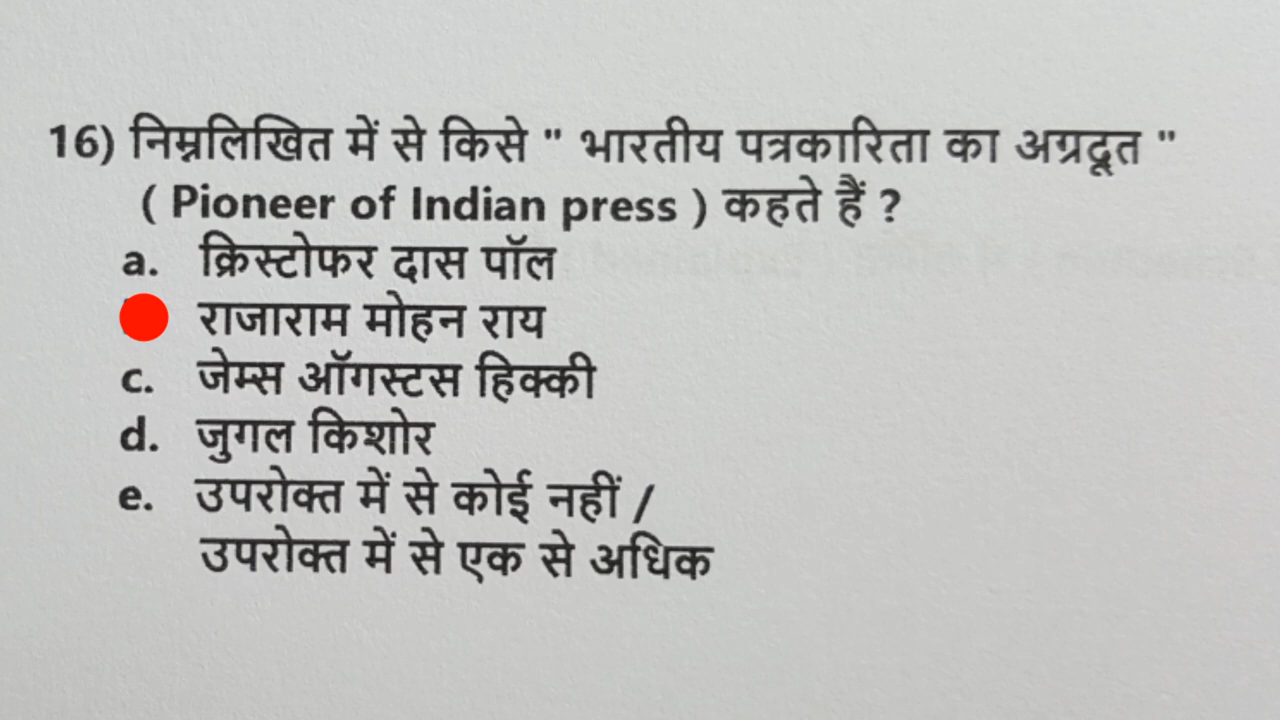 16) निम्नलिखित में से किसे " भारतीय पत्रकारिता का अग्रदूत "
( Pioneer of Indian press ) कहते हैं ?
a. क्रिस्टोफर दास पॉल
राजाराम मोहन राय
c. जेम्स ऑगस्टस हिक्की
d. जुगल किशोर
e. उपरोक्त में से कोई नहीं /
उपरोक्त में से एक से अधिक